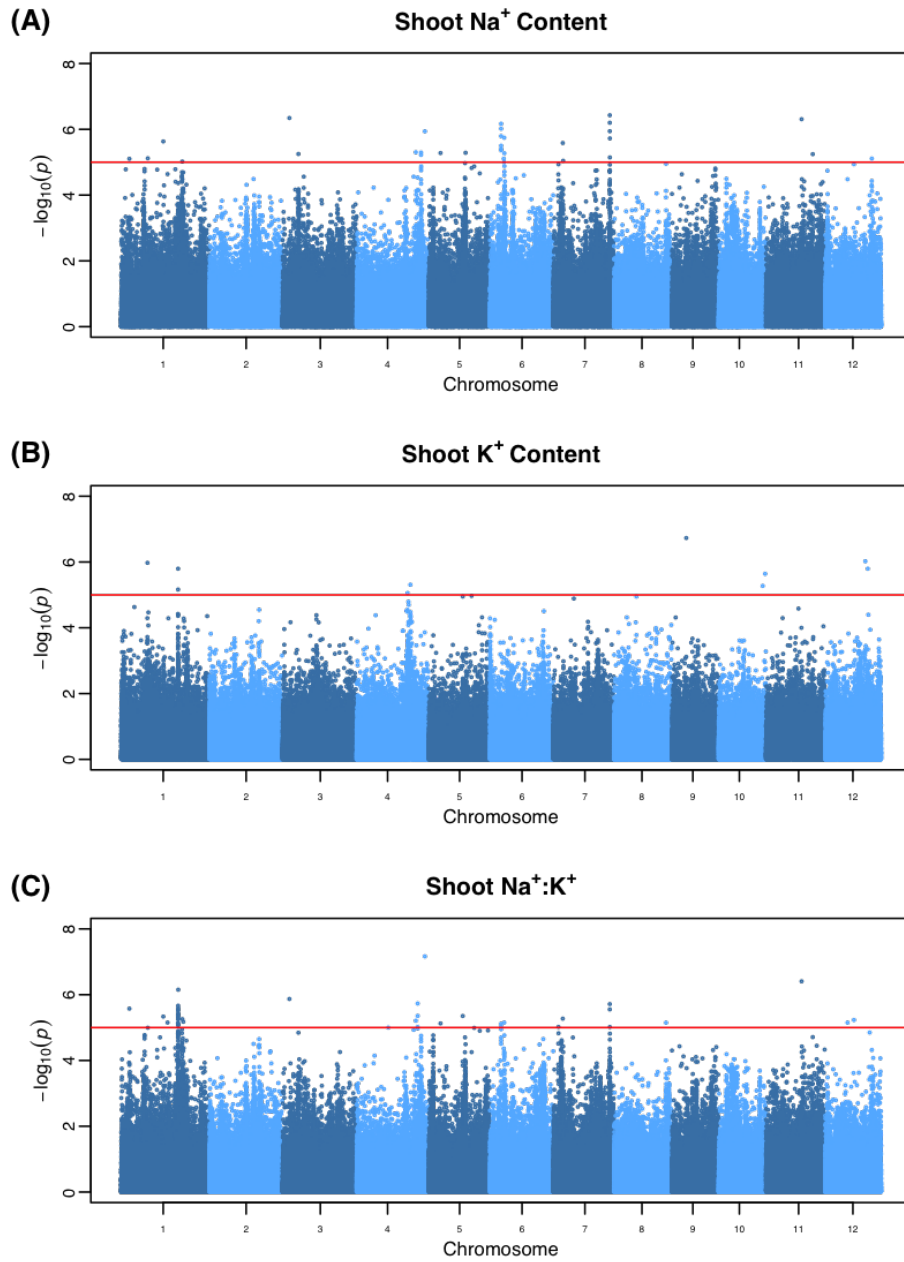 (A)
Shoot Na⁺ Content
8
6
4
2
0
−log₁₀(p)
1 2 3 4 5 6 7 8 9 10 11 12
Chromosome
(B)
Shoot K⁺ Content
8
6
4
2
0
−log₁₀(p)
1 2 3 4 5 6 7 8 9 10 11 12
Chromosome
(C)
Shoot Na⁺:K⁺
8
6
4
2
0
−log₁₀(p)
1 2 3 4 5 6 7 8 9 10 11 12
Chromosome